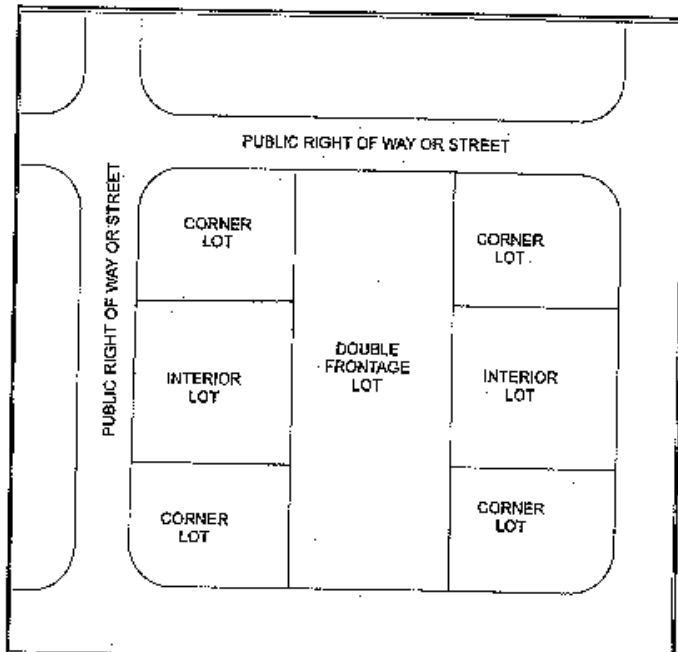 PUBLIC RIGHT OF WAY OR STREET
PUBLIC RIGHT OF WAY OR STREET
CORNER
LOT
CORNER
LOT
DOUBLE
FRONTAGE
LOT
INTERIOR
LOT
INTERIOR
LOT
CORNER
LOT
CORNER
LOT